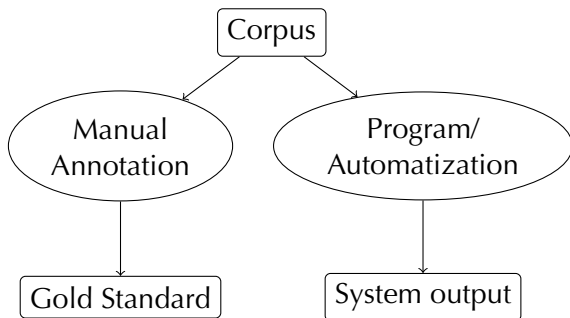 Corpus
Manual
Annotation
Program/
Automatization
Gold Standard
System output